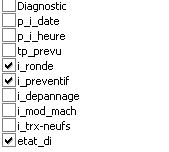 Diagnostic
p_i_date
p_i_heure
tp_prevu
i_ronde
i_preventif
i_depannage
i_mod_mach
i_trx-neufs
etat_di